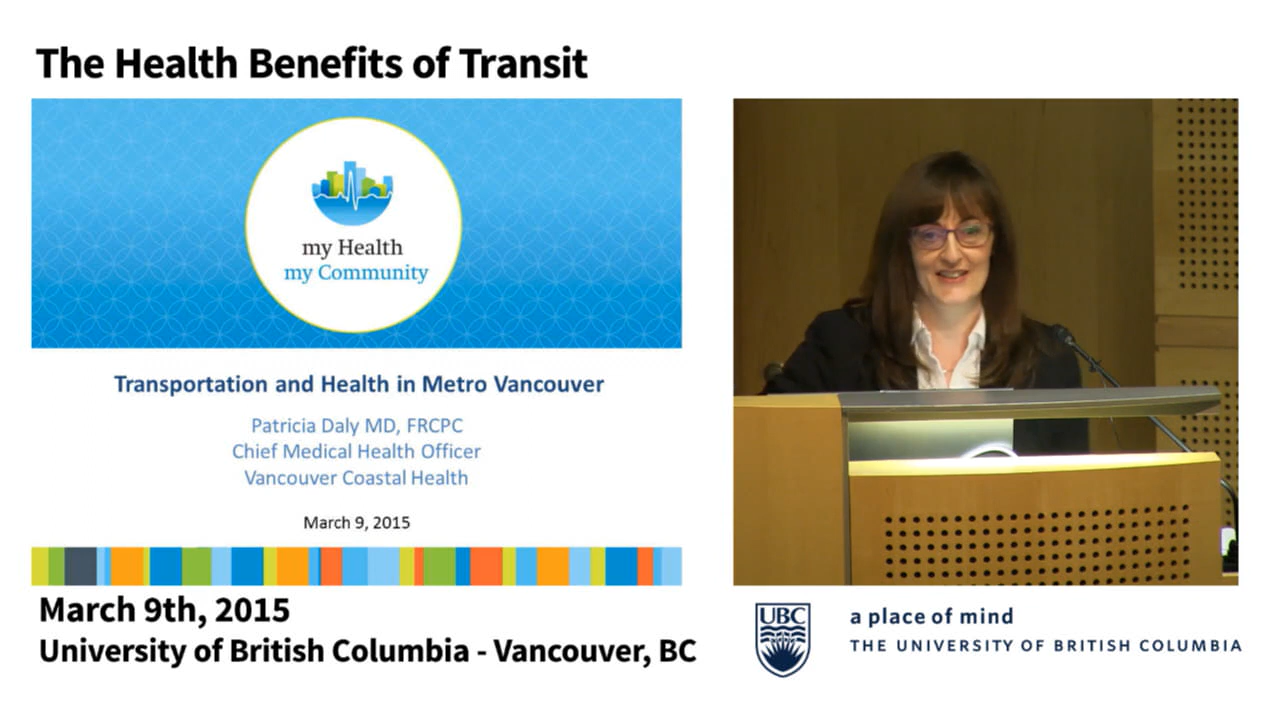 The Health Benefits of Transit
my Health
my Community
Transportation and Health in Metro Vancouver
Patricia Daly MD, FRCPC
Chief Medical Health Officer
Vancouver Coastal Health
March 9, 2015
March 9th, 2015
University of British Columbia - Vancouver, BC
UBC
a place of mind
THE UNIVERSITY OF BRITISH COLUMBIA